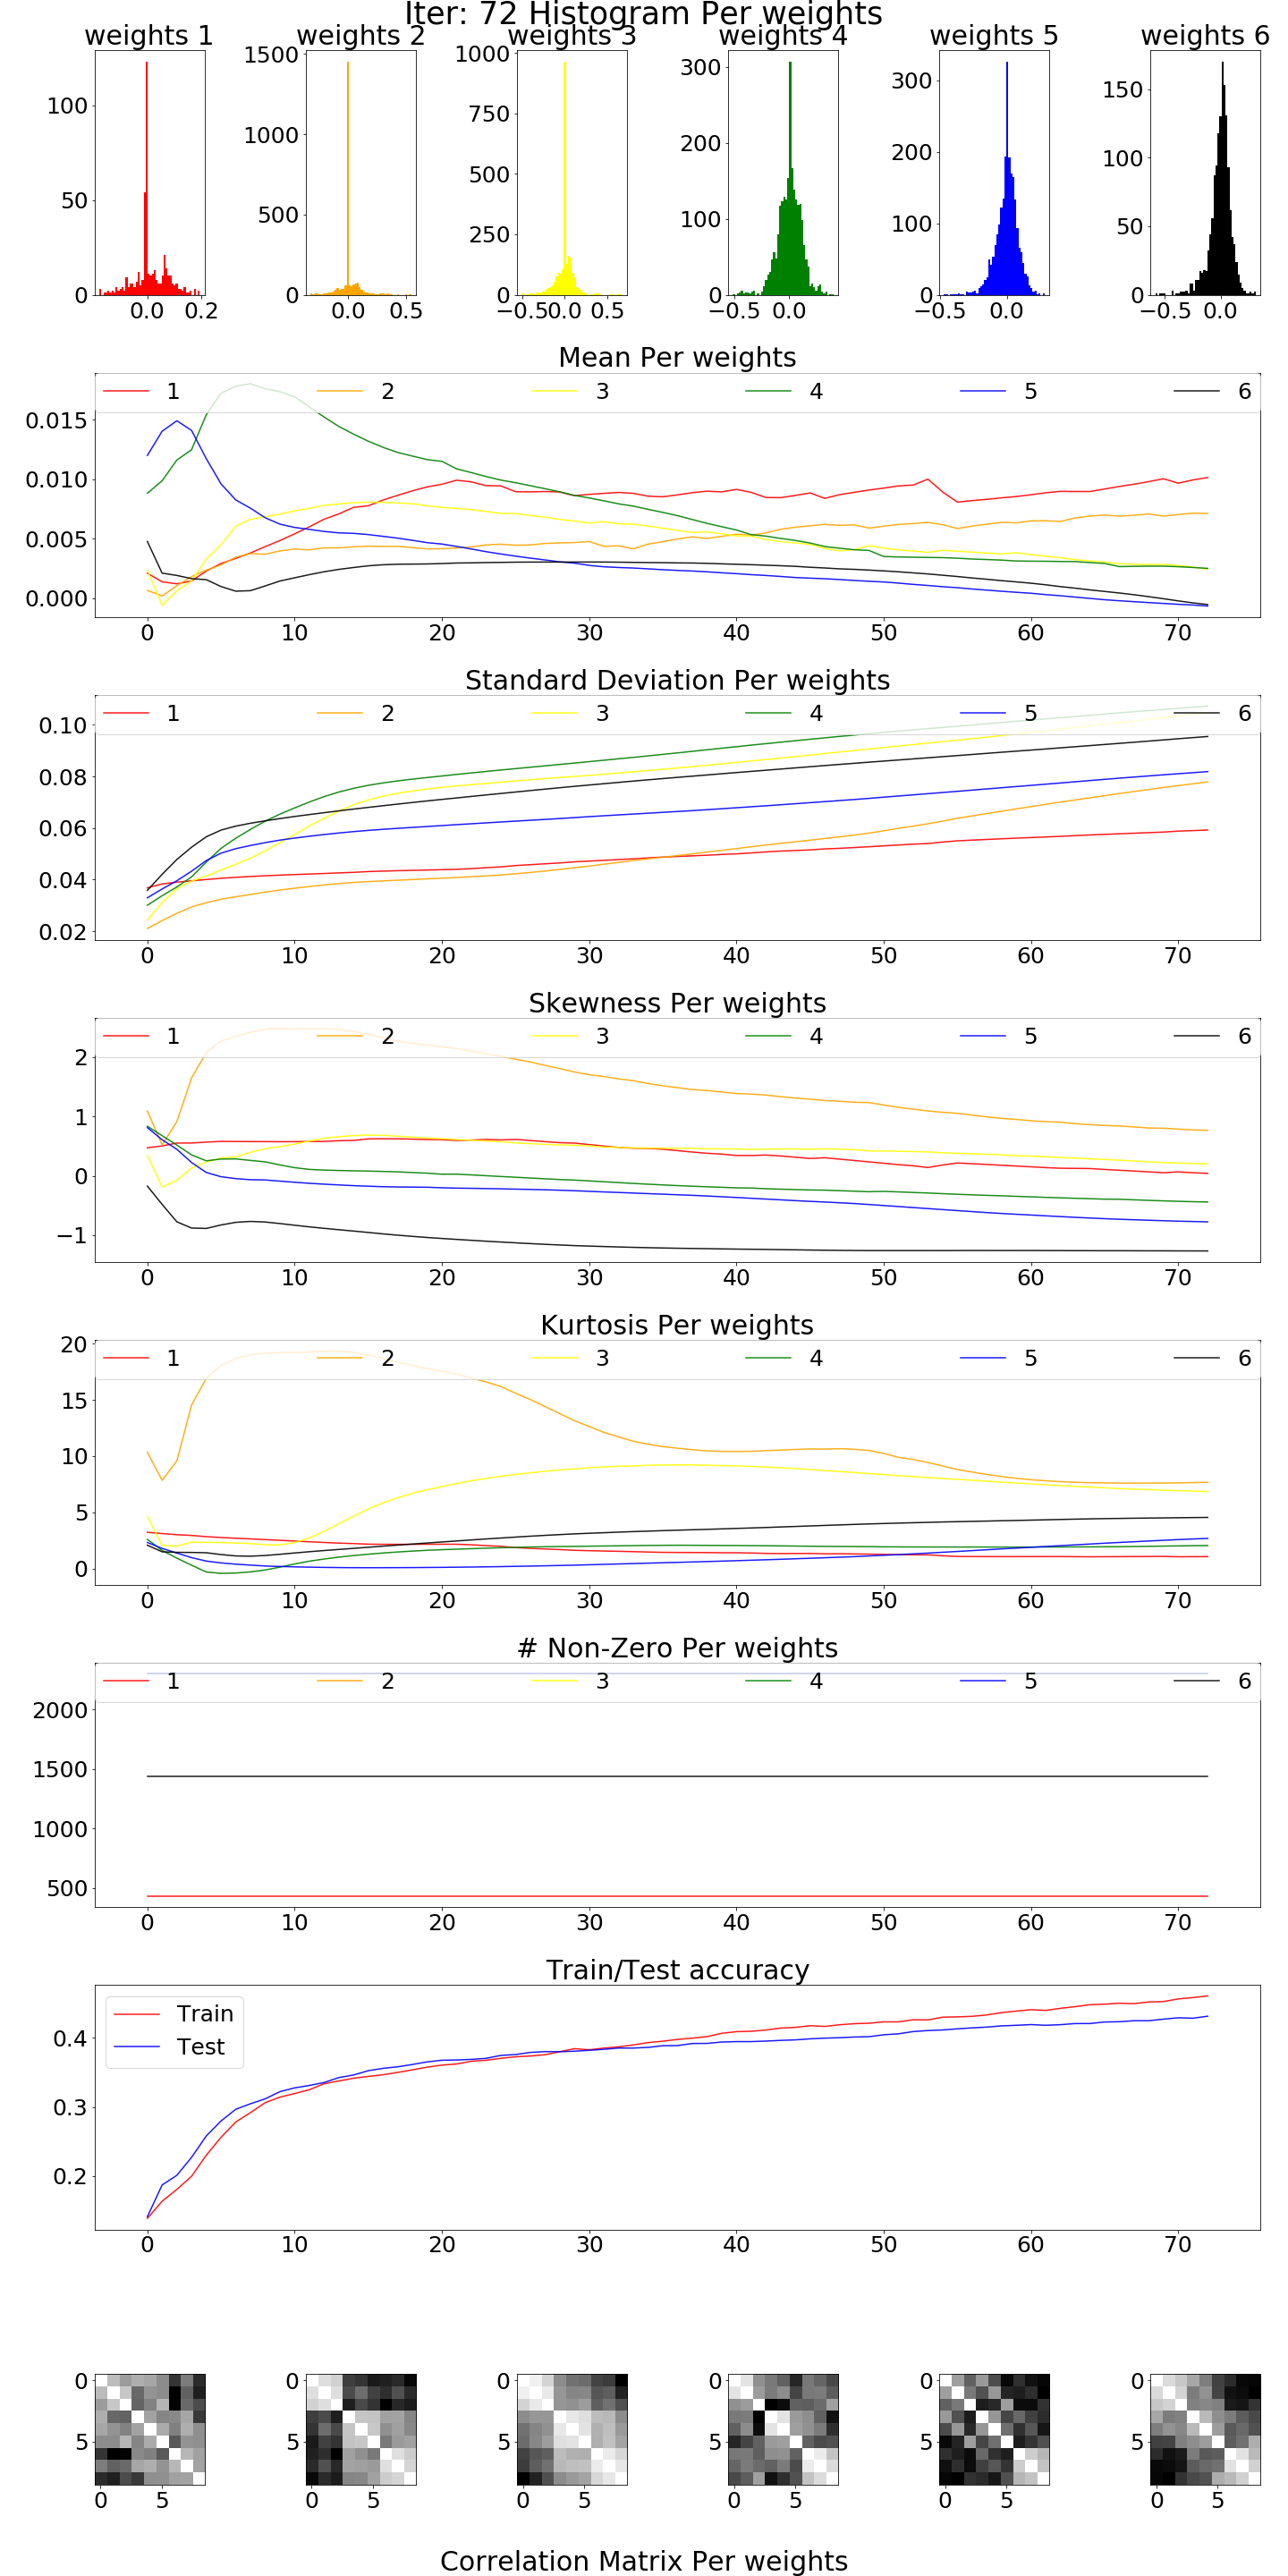 Iter: 72 Histogram Per weights
weights 1 weights 2 weights 3 weights 4 weights 5 weights 6
100
50
0
0.0 0.2
1500
1000
500
0
0.0 0.5
1000
750
500
250
0
−0.5 0.0 0.5
300
200
100
0
−0.5 0.0
300
200
100
0
−0.5 0.0
150
100
50
0
−0.5 0.0
Mean Per weights
1 2 3 4 5 6
0.015
0.010
0.005
0.000
0 10 20 30 40 50 60 70
Standard Deviation Per weights
1 2 3 4 5 6
0.10
0.08
0.06
0.04
0.02
0 10 20 30 40 50 60 70
Skewness Per weights
1 2 3 4 5 6
2
1
0
−1
0 10 20 30 40 50 60 70
Kurtosis Per weights
1 2 3 4 5 6
20
15
10
5
0
0 10 20 30 40 50 60 70
# Non-Zero Per weights
1 2 3 4 5 6
2000
1500
1000
500
0 10 20 30 40 50 60 70
Train/Test accuracy
Train
Test
0.4
0.3
0.2
0 10 20 30 40 50 60 70
0 0 0 0 0 0
5 5 5 5 5 5
0 5 0 5 0 5 0 5 0 5 0 5
Correlation Matrix Per weights